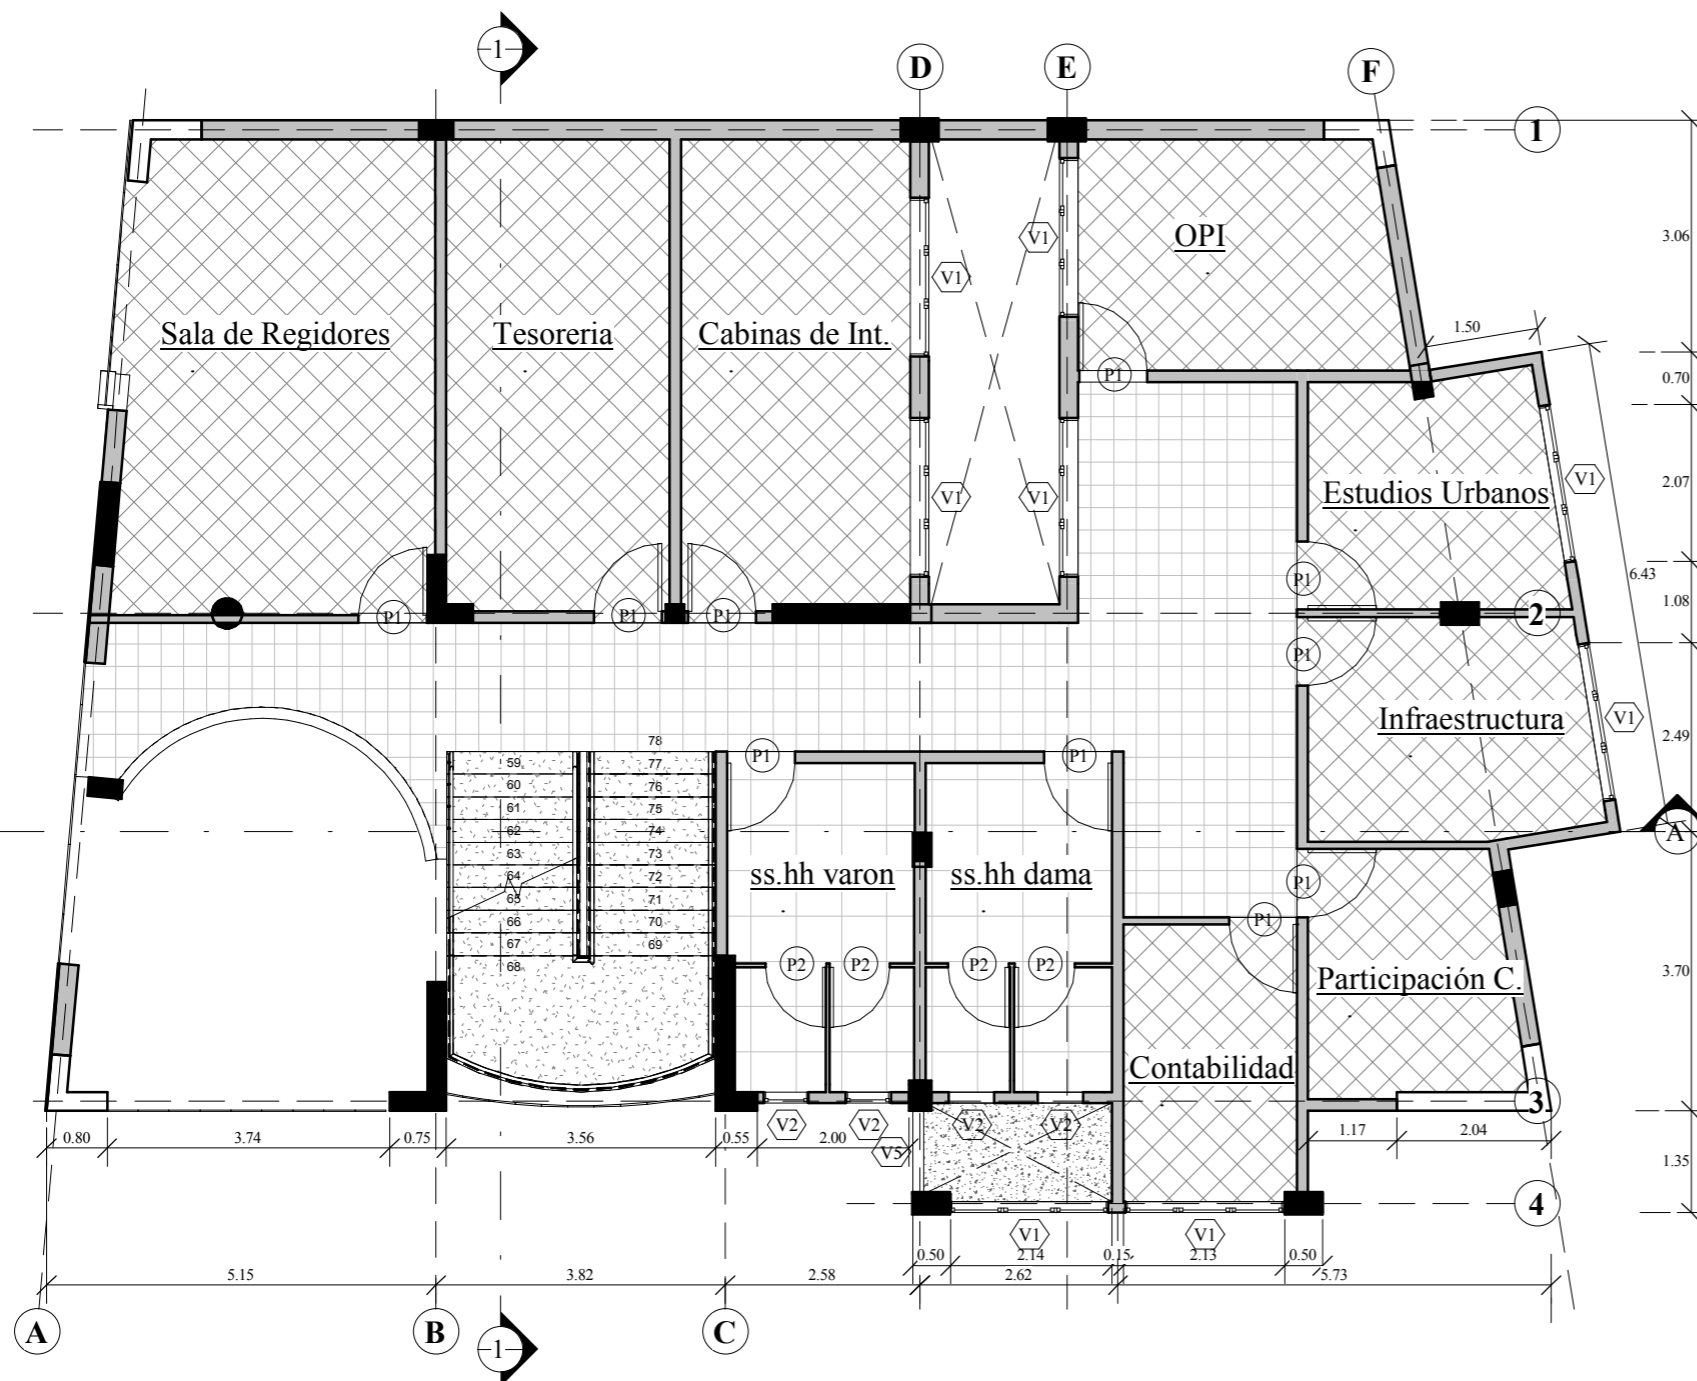 1
D
E
F
1
V1
OPI
3.06
V1
Sala de Regidores
Tesoreria
Cabinas de Int.
1.50
P1
0.70
V1
Estudios Urbanos
2.07
V1
V1
P1
6.43
1.08
P1
P1
P1
2
P1
Infraestructura
V1
2.49
78
P1
P1
59
77
60
76
61
75
62
74
A
63
73
64
72
65
71
66
70
67
69
68
ss.hh varon
ss.hh dama
P1
P1
P2
P2
P2
P2
Participación C.
3.70
Contabilidad
3
0.80
3.74
0.75
3.56
0.55
2.00
V2
V2
V2
V2
V5
1.17
2.04
1.35
4
V1
V1
0.50
2.14
0.15
2.13
0.50
5.15
3.82
2.58
2.62
5.73
A
B
C
1